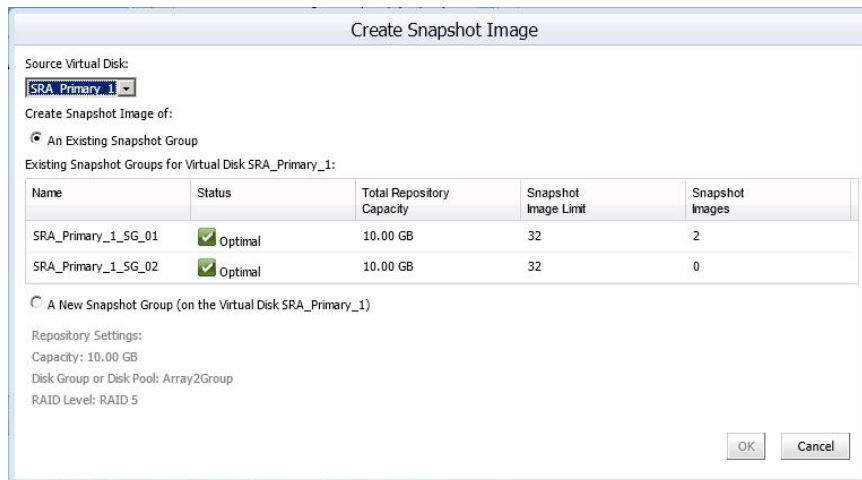 Create Snapshot Image
Source Virtual Disk:
SRA_Primary_1
Create Snapshot Image of:
An Existing Snapshot Group
Existing Snapshot Groups for Virtual Disk SRA_Primary_1:
Name Status Total Repository Capacity Snapshot Image Limit Snapshot Images
SRA_Primary_1_SG_01 Optimal 10.00 GB 32 2
SRA_Primary_1_SG_02 Optimal 10.00 GB 32 0
A New Snapshot Group (on the Virtual Disk SRA_Primary_1)
Repository Settings:
Capacity: 10.00 GB
Disk Group or Disk Pool: Array2Group
RAID Level: RAID 5
OK Cancel